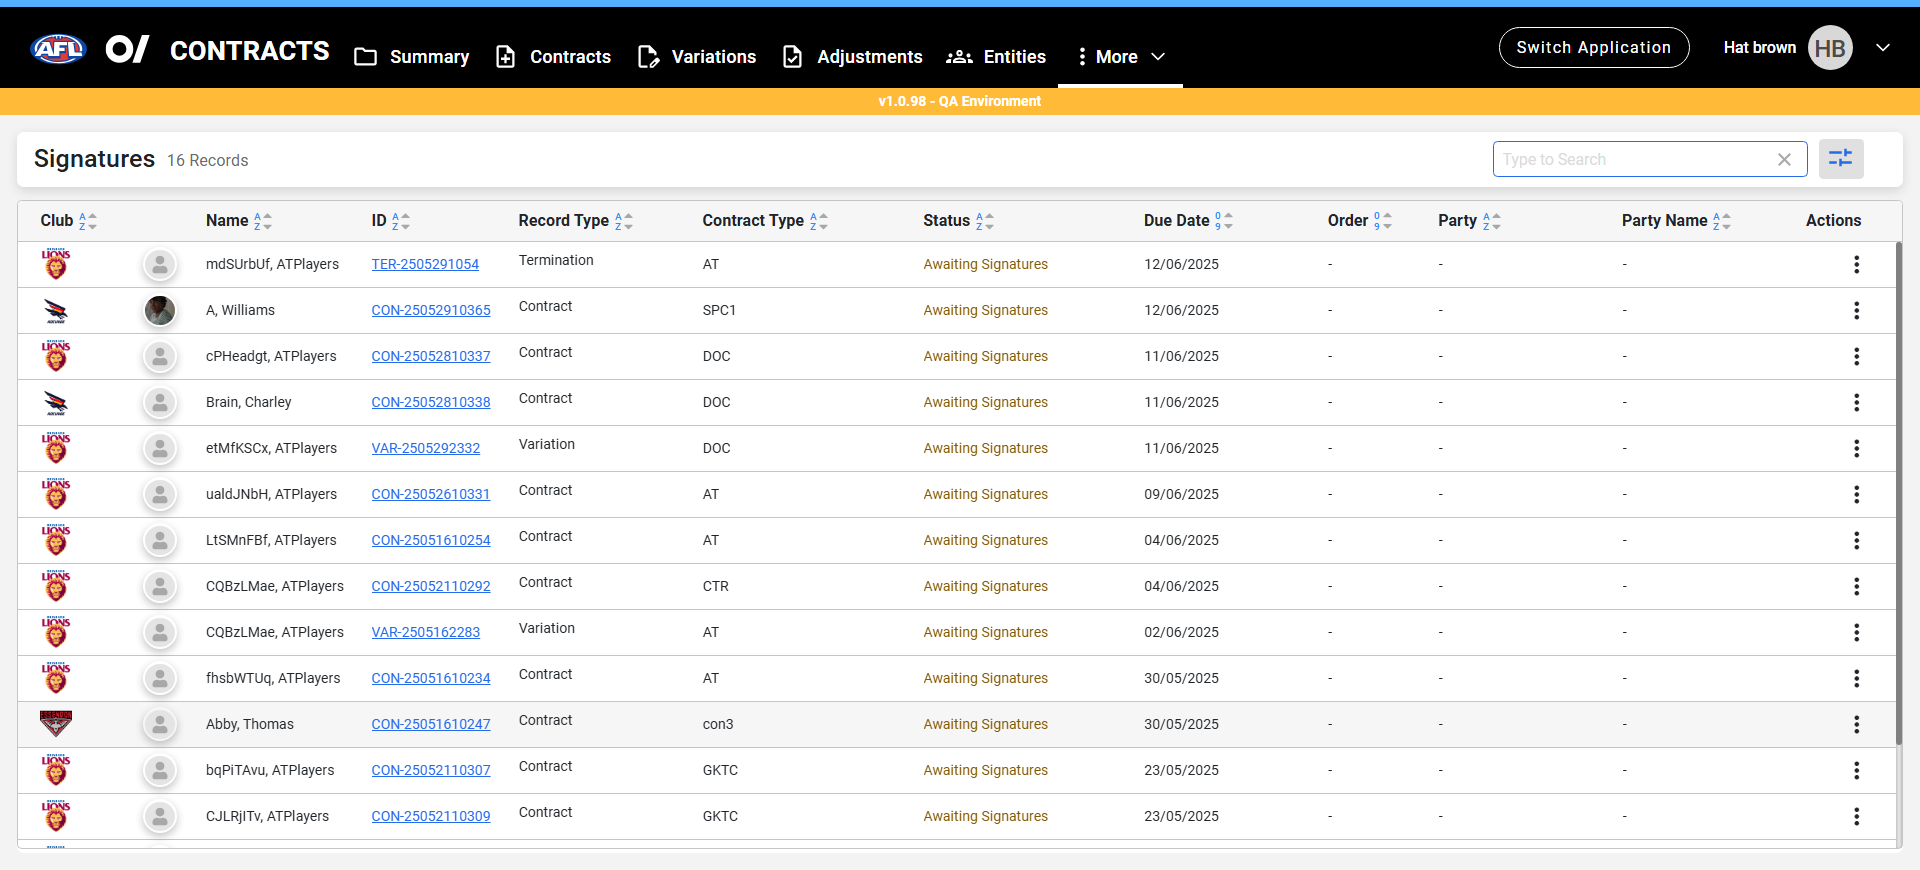 AFL CONTRACTS Summary Contracts Variations Adjustments Entities More Switch Application Hat brown HB
v1.0.98 - QA Environment
Signatures 16 Records Type to Search
Club Name ID Record Type Contract Type Status Due Date Order Party Party Name Actions
LIONS mdSUrbUf, ATPlayers TER-2505291054 Termination AT Awaiting Signatures 12/06/2025 - - -
A, Williams CON-25052910365 Contract SPC1 Awaiting Signatures 12/06/2025 - - -
LIONS cPHeadgt, ATPlayers CON-25052810337 Contract DOC Awaiting Signatures 11/06/2025 - - -
Brain, Charley CON-25052810338 Contract DOC Awaiting Signatures 11/06/2025 - - -
LIONS etMfKSCx, ATPlayers VAR-2505292332 Variation DOC Awaiting Signatures 11/06/2025 - - -
LIONS ualdJNbH, ATPlayers CON-25052610331 Contract AT Awaiting Signatures 09/06/2025 - - -
LIONS LtSMnFBf, ATPlayers CON-25051610254 Contract AT Awaiting Signatures 04/06/2025 - - -
LIONS CQBzLMae, ATPlayers CON-25052110292 Contract CTR Awaiting Signatures 04/06/2025 - - -
LIONS CQBzLMae, ATPlayers VAR-2505162283 Variation AT Awaiting Signatures 02/06/2025 - - -
LIONS fhsbWTUq, ATPlayers CON-25051610234 Contract AT Awaiting Signatures 30/05/2025 - - -
ESSENDON Abby, Thomas CON-25051610247 Contract con3 Awaiting Signatures 30/05/2025 - - -
LIONS bqPiTAvu, ATPlayers CON-25052110307 Contract GKTC Awaiting Signatures 23/05/2025 - - -
LIONS CJLRjITv, ATPlayers CON-25052110309 Contract GKTC Awaiting Signatures 23/05/2025 - - -